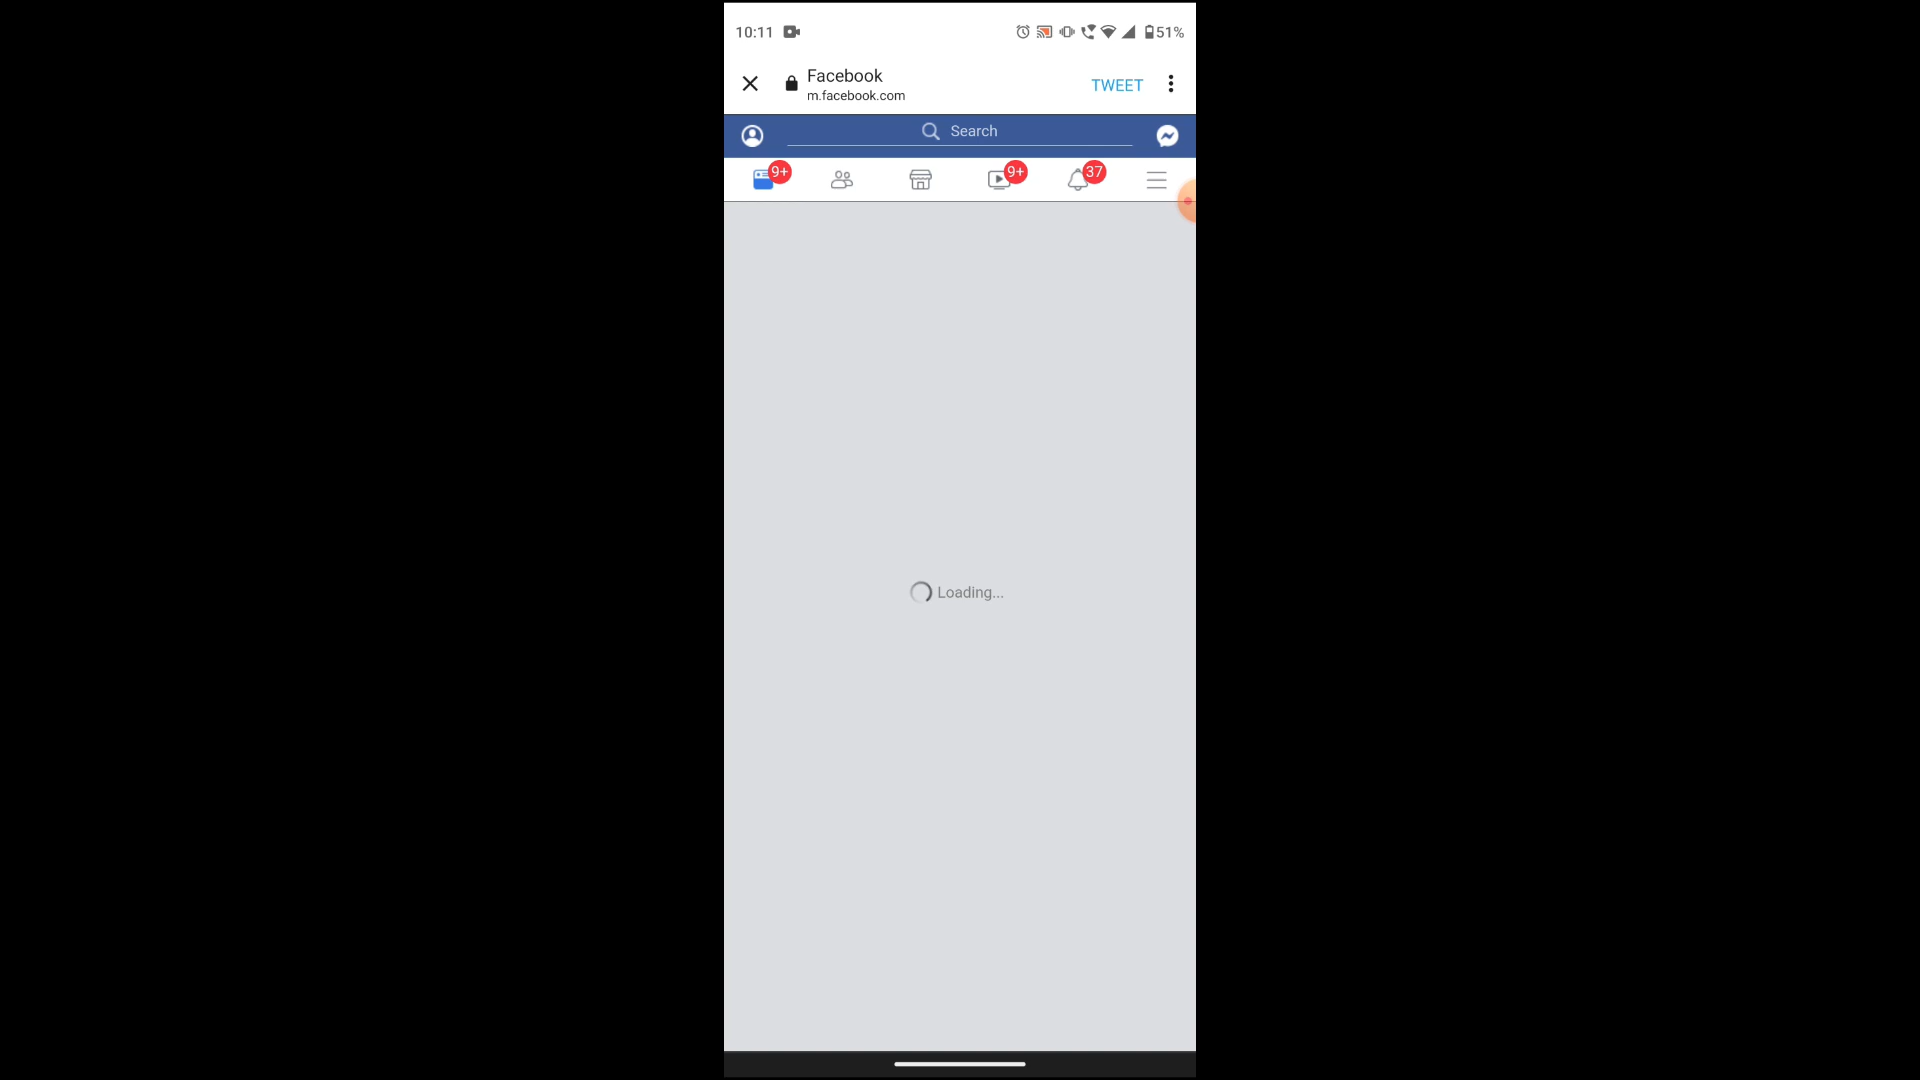 10:11 51%
Facebook
m.facebook.com
TWEET
Search
9+ 9+ 37
Loading...